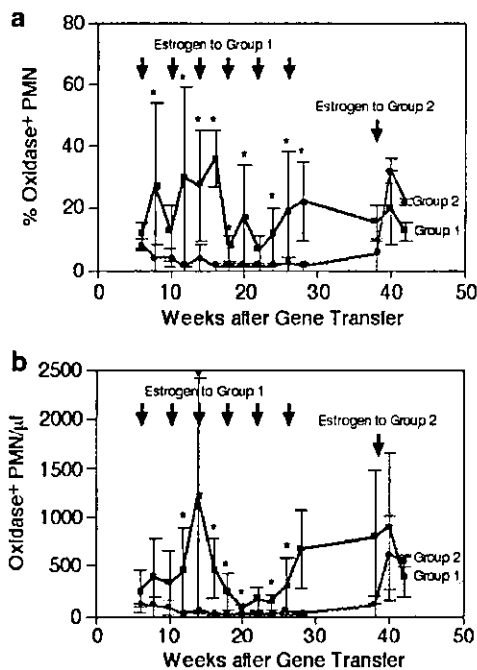 a
Estrogen to Group 1
Estrogen to Group 2
% Oxidase+ PMN
80
60
40
20
0
* * * * * * * * *
Group 2
Group 1
0 10 20 30 40 50
Weeks after Gene Transfer
b
Estrogen to Group 1
Estrogen to Group 2
Oxidase+ PMN/µl
2500
2000
1500
1000
500
0
* * * * * *
Group 2
Group 1
0 10 20 30 40 50
Weeks after Gene Transfer